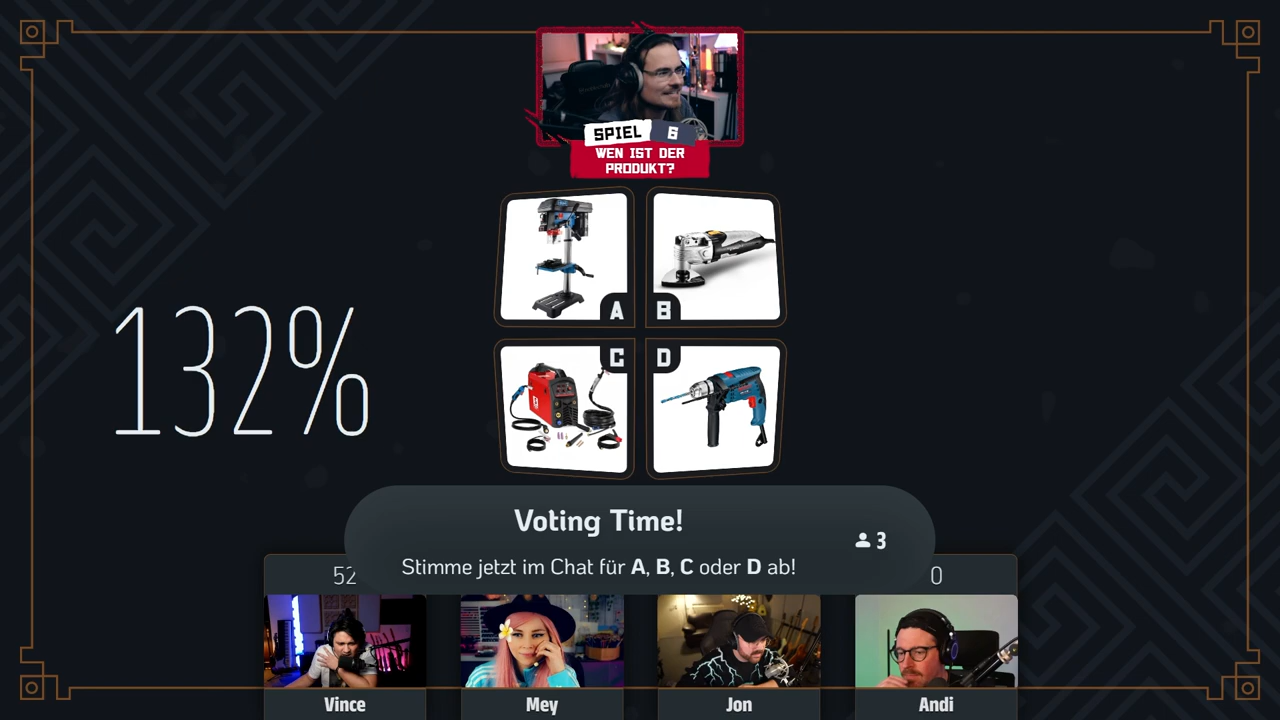 SPIEL 6
WEN IST DER
PRODUKT?
A
B
C
D
132%
Voting Time!
3
Stimme jetzt im Chat für A, B, C oder D ab!
52
0
Vince
Mey
Jon
Andi